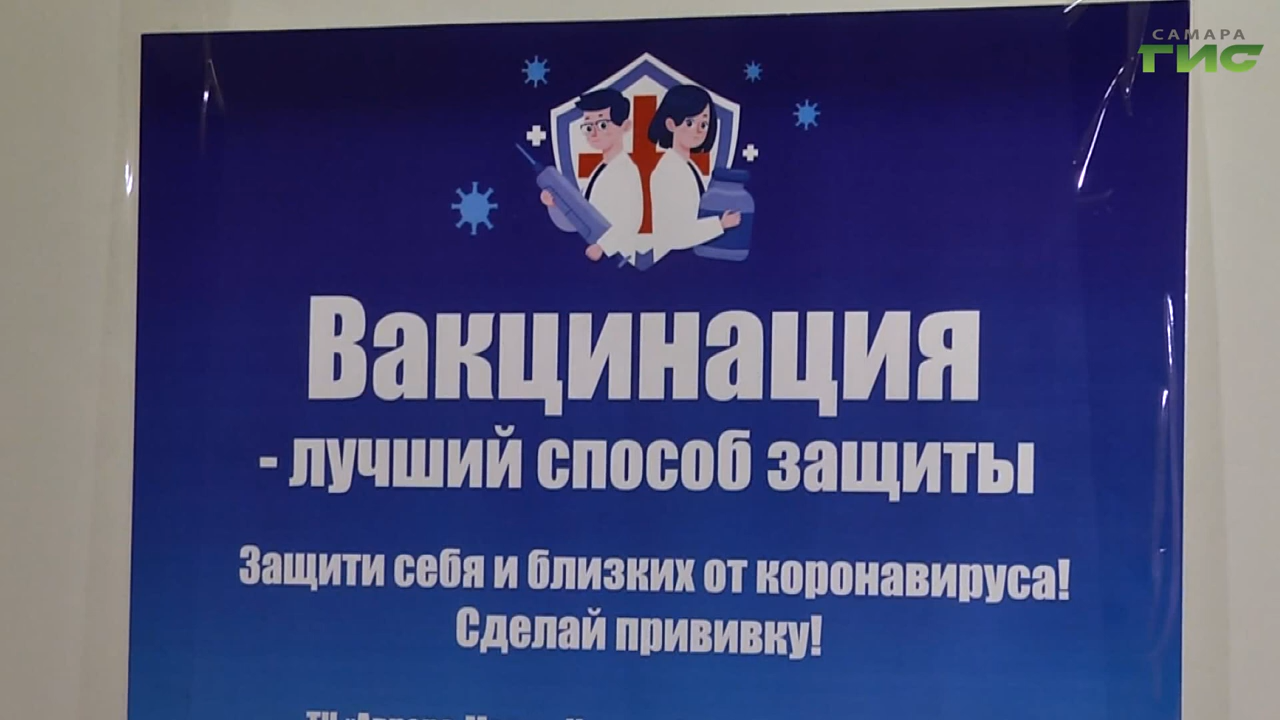 САМАРА
ГИС
Вакцинация
- лучший способ защиты
Защити себя и близких от коронавируса!
Сделай прививку!